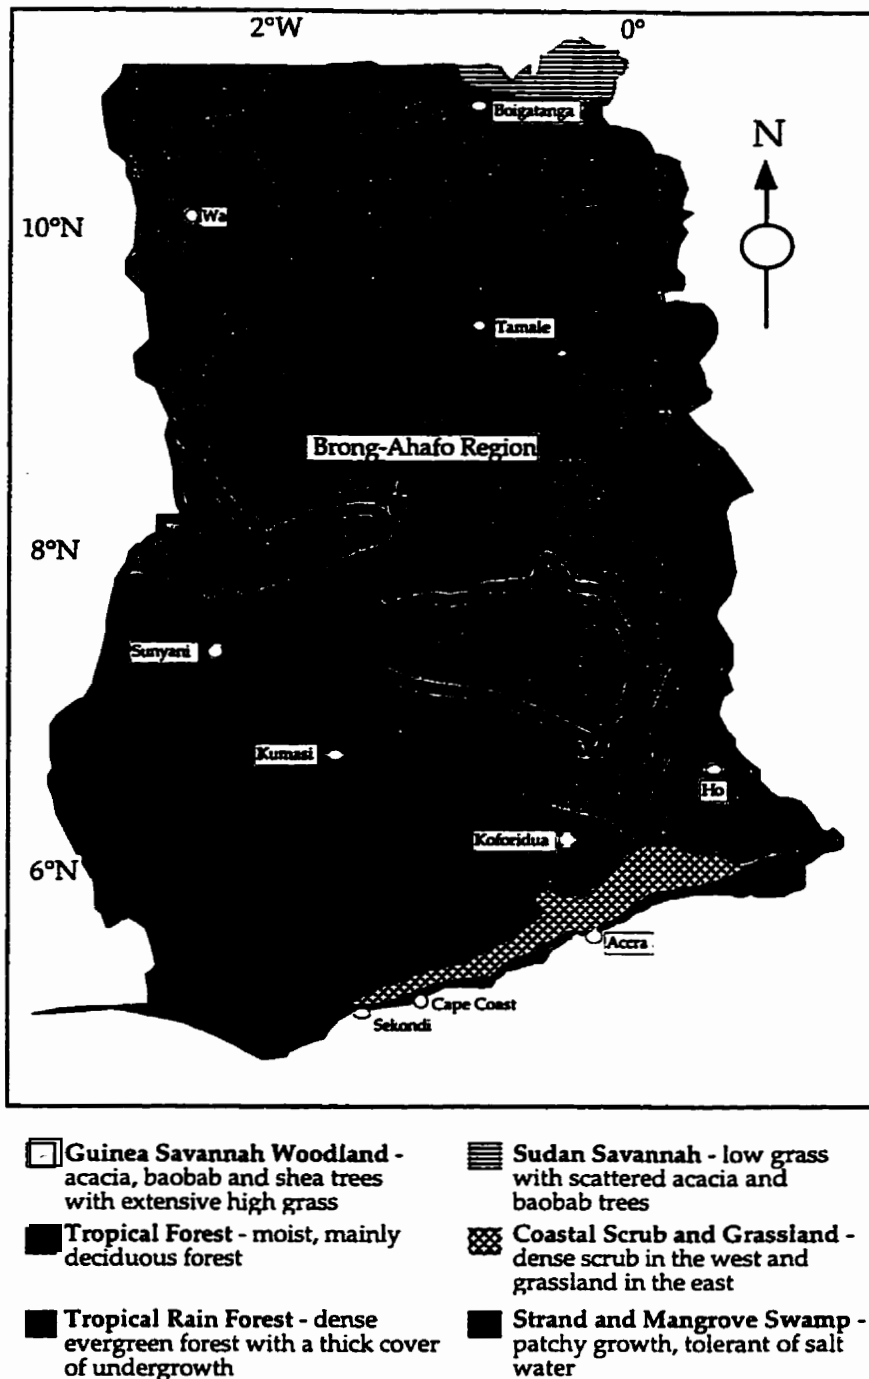 2°W
0°
Boigatanga
N
10°N
Wa
Tamale
Brong-Ahafo Region
8°N
Sunyani
Kumasi
Ho
Koforidua
6°N
Accra
Cape Coast
Sekondi
Guinea Savannah Woodland -
acacia, baobab and shea trees
with extensive high grass
Tropical Forest - moist, mainly
deciduous forest
Tropical Rain Forest - dense
evergreen forest with a thick cover
of undergrowth
Sudan Savannah - low grass
with scattered acacia and
baobab trees
Coastal Scrub and Grassland -
dense scrub in the west and
grassland in the east
Strand and Mangrove Swamp -
patchy growth, tolerant of salt
water